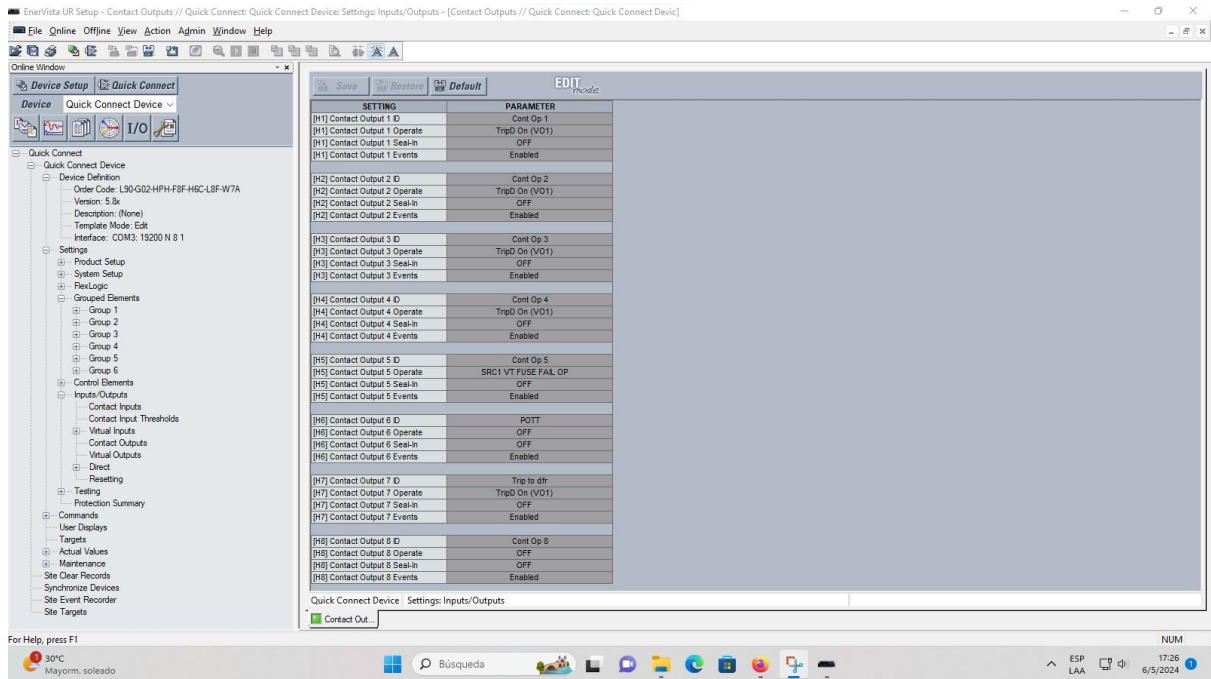 EnerVista UR Setup - Contact Outputs // Quick Connect: Quick Connect Device: Settings: Inputs/Outputs - [Contact Outputs // Quick Connect: Quick Connect Devic]
File Online Offline View Action Admin Window Help
Online Window
Device Setup Quick Connect
Device Quick Connect Device
I/O
Quick Connect
Quick Connect Device
Device Definition
Order Code: L90-G02-HPH-F8F-H6C-L8F-W7A
Version: 5.8x
Description: (None)
Template Mode: Edit
Interface: COM3: 19200 N 8 1
Settings
Product Setup
System Setup
FlexLogic
Grouped Elements
Group 1
Group 2
Group 3
Group 4
Group 5
Group 6
Control Elements
Inputs/Outputs
Contact Inputs
Contact Input Thresholds
Virtual Inputs
Contact Outputs
Virtual Outputs
Direct
Resetting
Testing
Protection Summary
Commands
User Displays
Targets
Actual Values
Maintenance
Site Clear Records
Synchronize Devices
Site Event Recorder
Site Targets
Save Restore Default EDIT mode
SETTING PARAMETER
[H1] Contact Output 1 ID Cont Op 1
[H1] Contact Output 1 Operate TripD On (VO1)
[H1] Contact Output 1 Seal-In OFF
[H1] Contact Output 1 Events Enabled
[H2] Contact Output 2 ID Cont Op 2
[H2] Contact Output 2 Operate TripD On (VO1)
[H2] Contact Output 2 Seal-In OFF
[H2] Contact Output 2 Events Enabled
[H3] Contact Output 3 ID Cont Op 3
[H3] Contact Output 3 Operate TripD On (VO1)
[H3] Contact Output 3 Seal-In OFF
[H3] Contact Output 3 Events Enabled
[H4] Contact Output 4 ID Cont Op 4
[H4] Contact Output 4 Operate TripD On (VO1)
[H4] Contact Output 4 Seal-In OFF
[H4] Contact Output 4 Events Enabled
[H5] Contact Output 5 ID Cont Op 5
[H5] Contact Output 5 Operate SRC1 VT FUSE FAIL OP
[H5] Contact Output 5 Seal-In OFF
[H5] Contact Output 5 Events Enabled
[H6] Contact Output 6 ID POTT
[H6] Contact Output 6 Operate OFF
[H6] Contact Output 6 Seal-In OFF
[H6] Contact Output 6 Events Enabled
[H7] Contact Output 7 ID Trip to dfr
[H7] Contact Output 7 Operate TripD On (VO1)
[H7] Contact Output 7 Seal-In OFF
[H7] Contact Output 7 Events Enabled
[H8] Contact Output 8 ID Cont Op 8
[H8] Contact Output 8 Operate OFF
[H8] Contact Output 8 Seal-In OFF
[H8] Contact Output 8 Events Enabled
Quick Connect Device Settings: Inputs/Outputs
Contact Out...
For Help, press F1 NUM
30°C
Mayorm. soleado
Búsqueda
ESP
LAA
17:26
6/5/2024
1